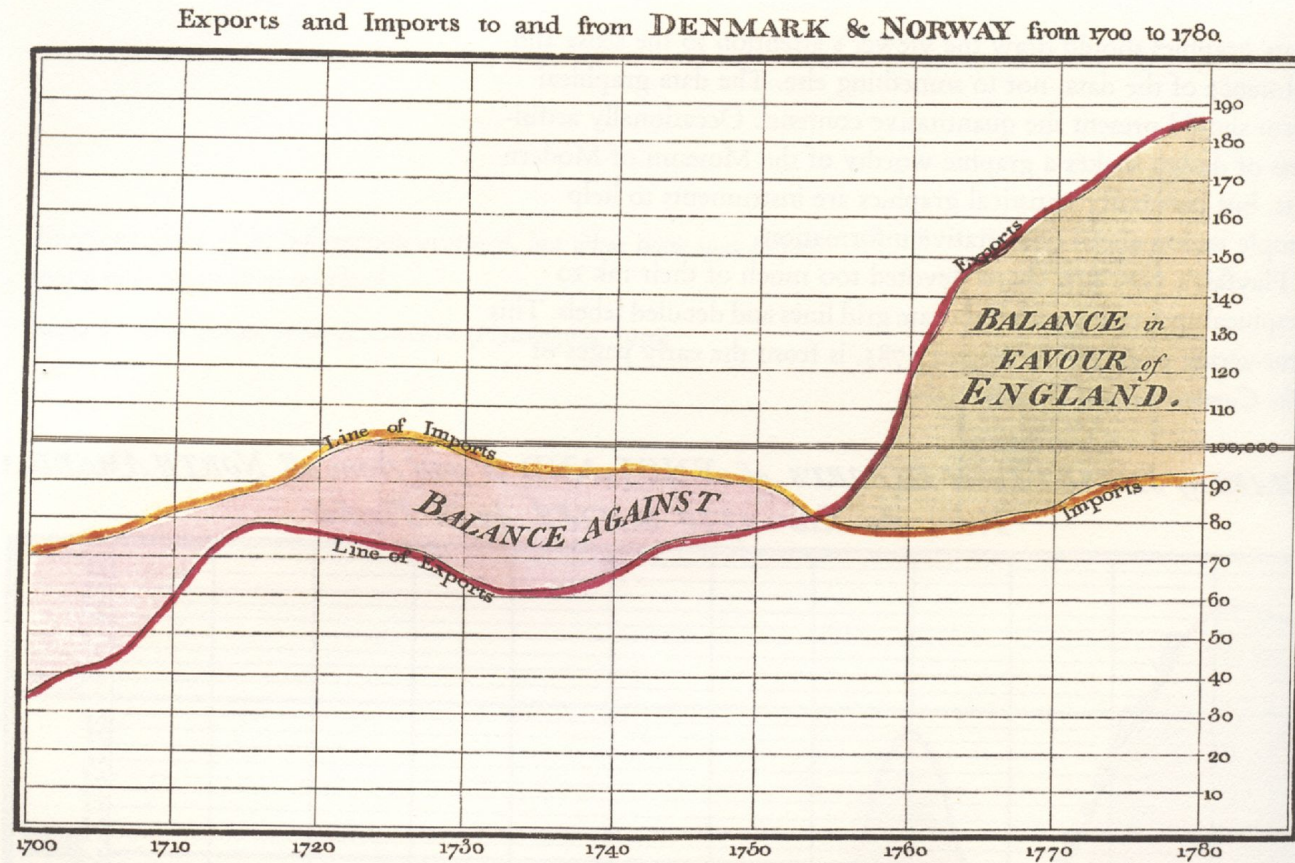 Exports and Imports to and from DENMARK & NORWAY from 1700 to 1780.
190
180
170
160
150
140
130
120
110
100,000
90
80
70
60
50
40
30
20
10
Exports
BALANCE in
FAVOUR of
ENGLAND.
Line of Imports
BALANCE AGAINST
Imports
Line of Exports
1700 1710 1720 1730 1740 1750 1760 1770 1780